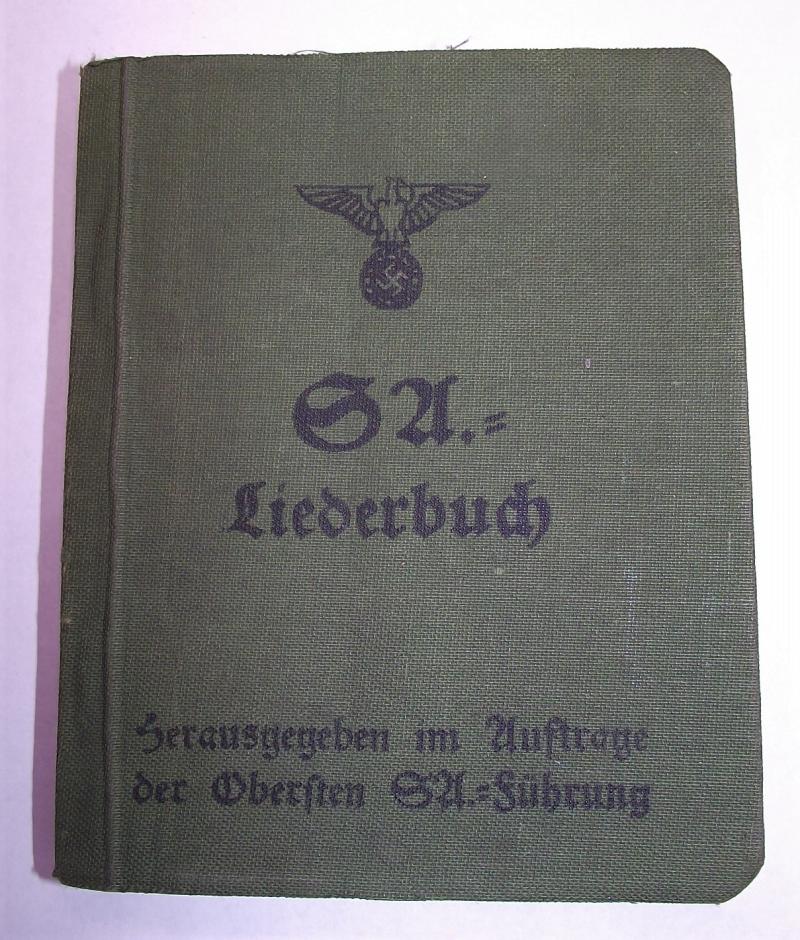 SA.=
Liederbuch
Herausgegeben im Auftrage
der Obersten SA.=Führung